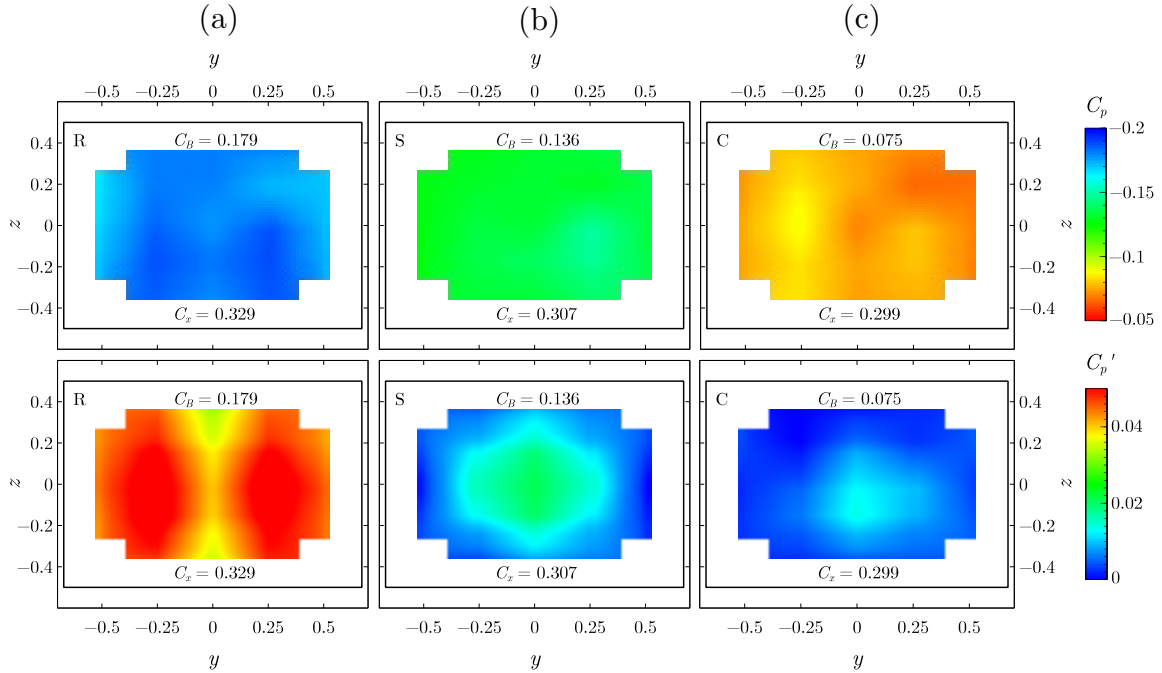 (a) (b) (c)
y y y
−0.5 −0.25 0 0.25 0.5 −0.5 −0.25 0 0.25 0.5 −0.5 −0.25 0 0.25 0.5
R C_B = 0.179 S C_B = 0.136 C C_B = 0.075
0.4 0.2 0 −0.2 −0.4
z
C_x = 0.329 C_x = 0.307 C_x = 0.299
0.4 0.2 0 −0.2 −0.4
z
C_p
−0.2
−0.15
−0.1
−0.05
R C_B = 0.179 S C_B = 0.136 C C_B = 0.075
0.4 0.2 0 −0.2 −0.4
z
C_x = 0.329 C_x = 0.307 C_x = 0.299
0.4 0.2 0 −0.2 −0.4
z
C_p'
0.04
0.02
0
−0.5 −0.25 0 0.25 0.5 −0.5 −0.25 0 0.25 0.5 −0.5 −0.25 0 0.25 0.5
y y y